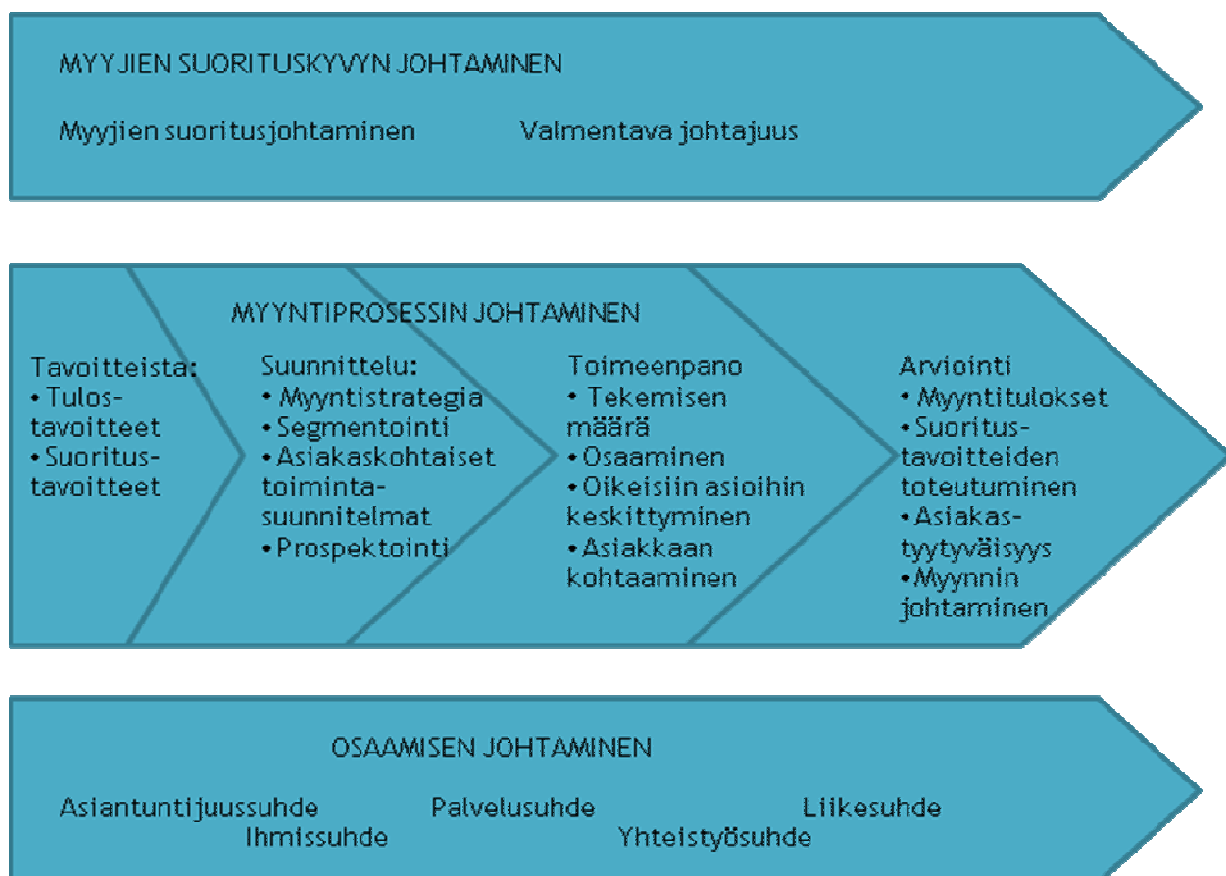 MYYJIEN SUORITUSKYVYN JOHTAMINEN
Myyjien suoritusjohtaminen Valmentava johtajuus
MYYNTIPROSESSIN JOHTAMINEN
Tavoitteista:
• Tulos-
tavoitteet
• Suoritus-
tavoitteet
Suunnittelu:
• Myyntistrategia
• Segmentointi
• Asiakaskohtaiset
toiminta-
suunnitelmat
• Prospektointi
Toimeenpano
• Tekemisen
määrä
• Osaaminen
• Oikeisiin asioihin
keskittyminen
• Asiakkaan
kohtaaminen
Arviointi
• Myyntitulokset
• Suoritus-
tavoitteiden
toteutuminen
• Asiakas-
tyytyväisyys
• Myynnin
johtaminen
OSAAMISEN JOHTAMINEN
Asiantuntijuussuhde Palvelusuhde Liikesuhde
Ihmissuhde Yhteistyösuhde